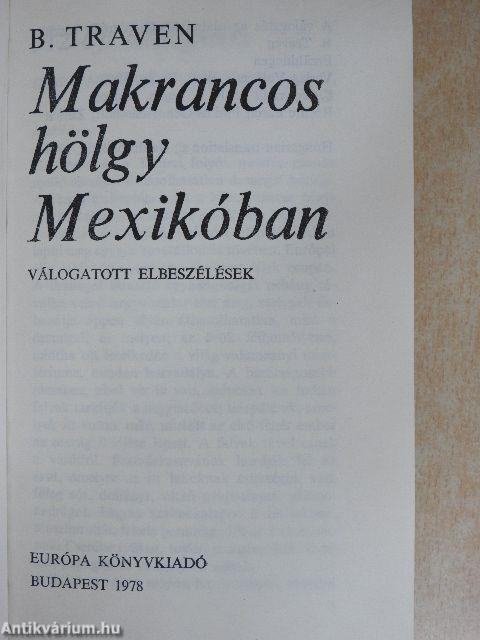 B. TRAVEN
Makrancos
hölgy
Mexikóban
VÁLOGATOTT ELBESZÉLÉSEK
EURÓPA KÖNYVKIADÓ
BUDAPEST 1978
Antikvárium.hu